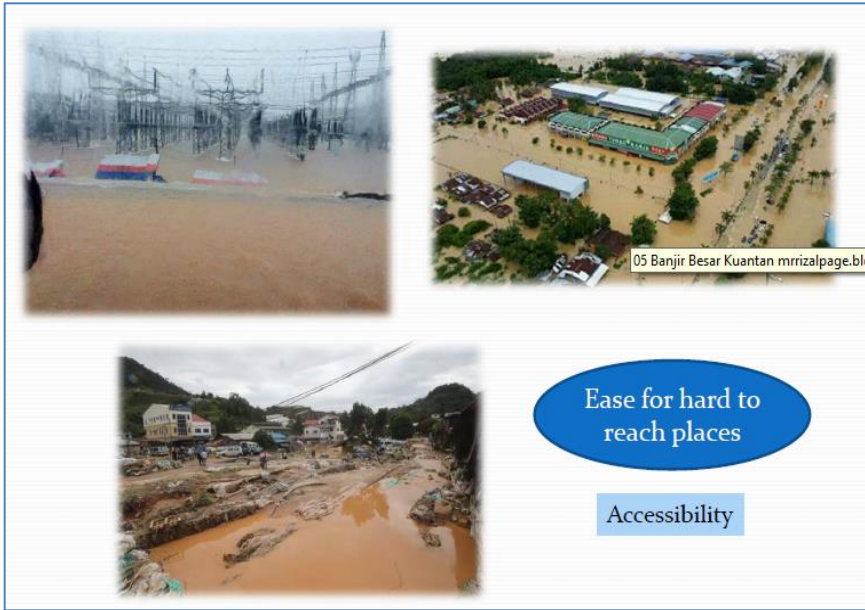 05 Banjir Besar Kuantan mrrizalpage.bl
Ease for hard to
reach places
Accessibility